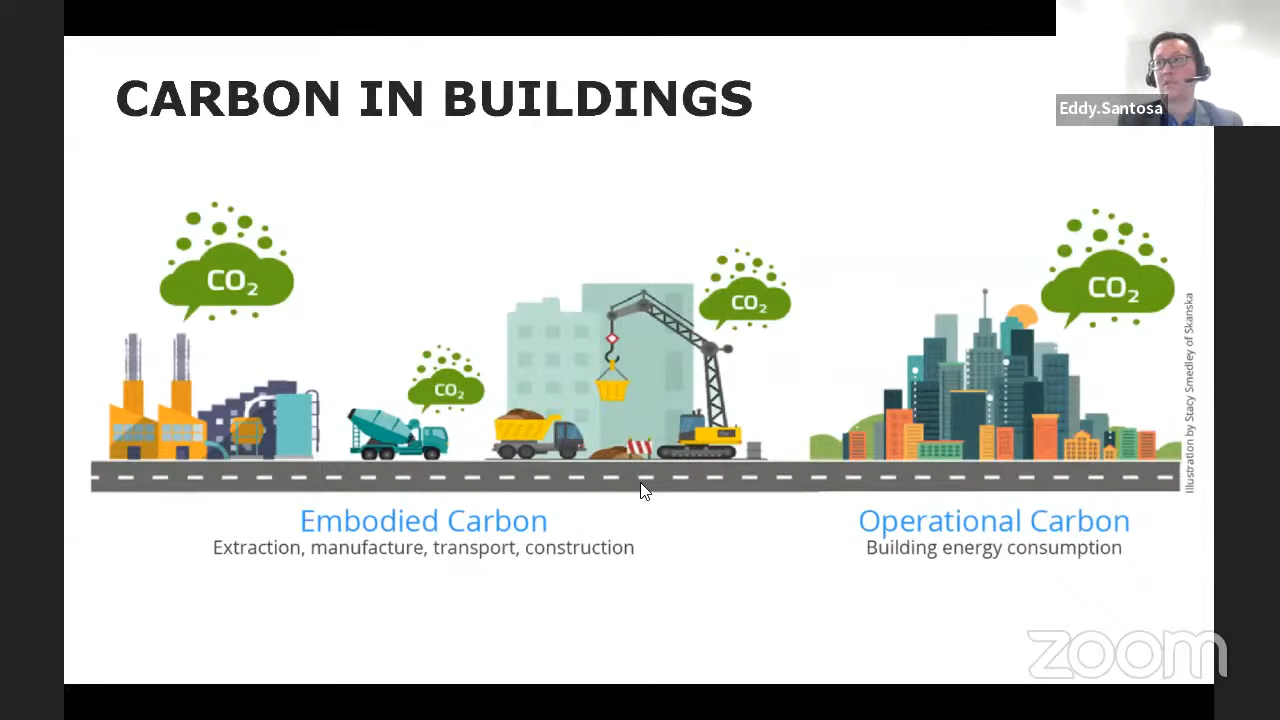 CARBON IN BUILDINGS
Eddy.Santosa
CO₂
CO₂
CO₂
CO₂
Illustration by Stacy Smedley of Skanska
Embodied Carbon
Extraction, manufacture, transport, construction
Operational Carbon
Building energy consumption
zoom